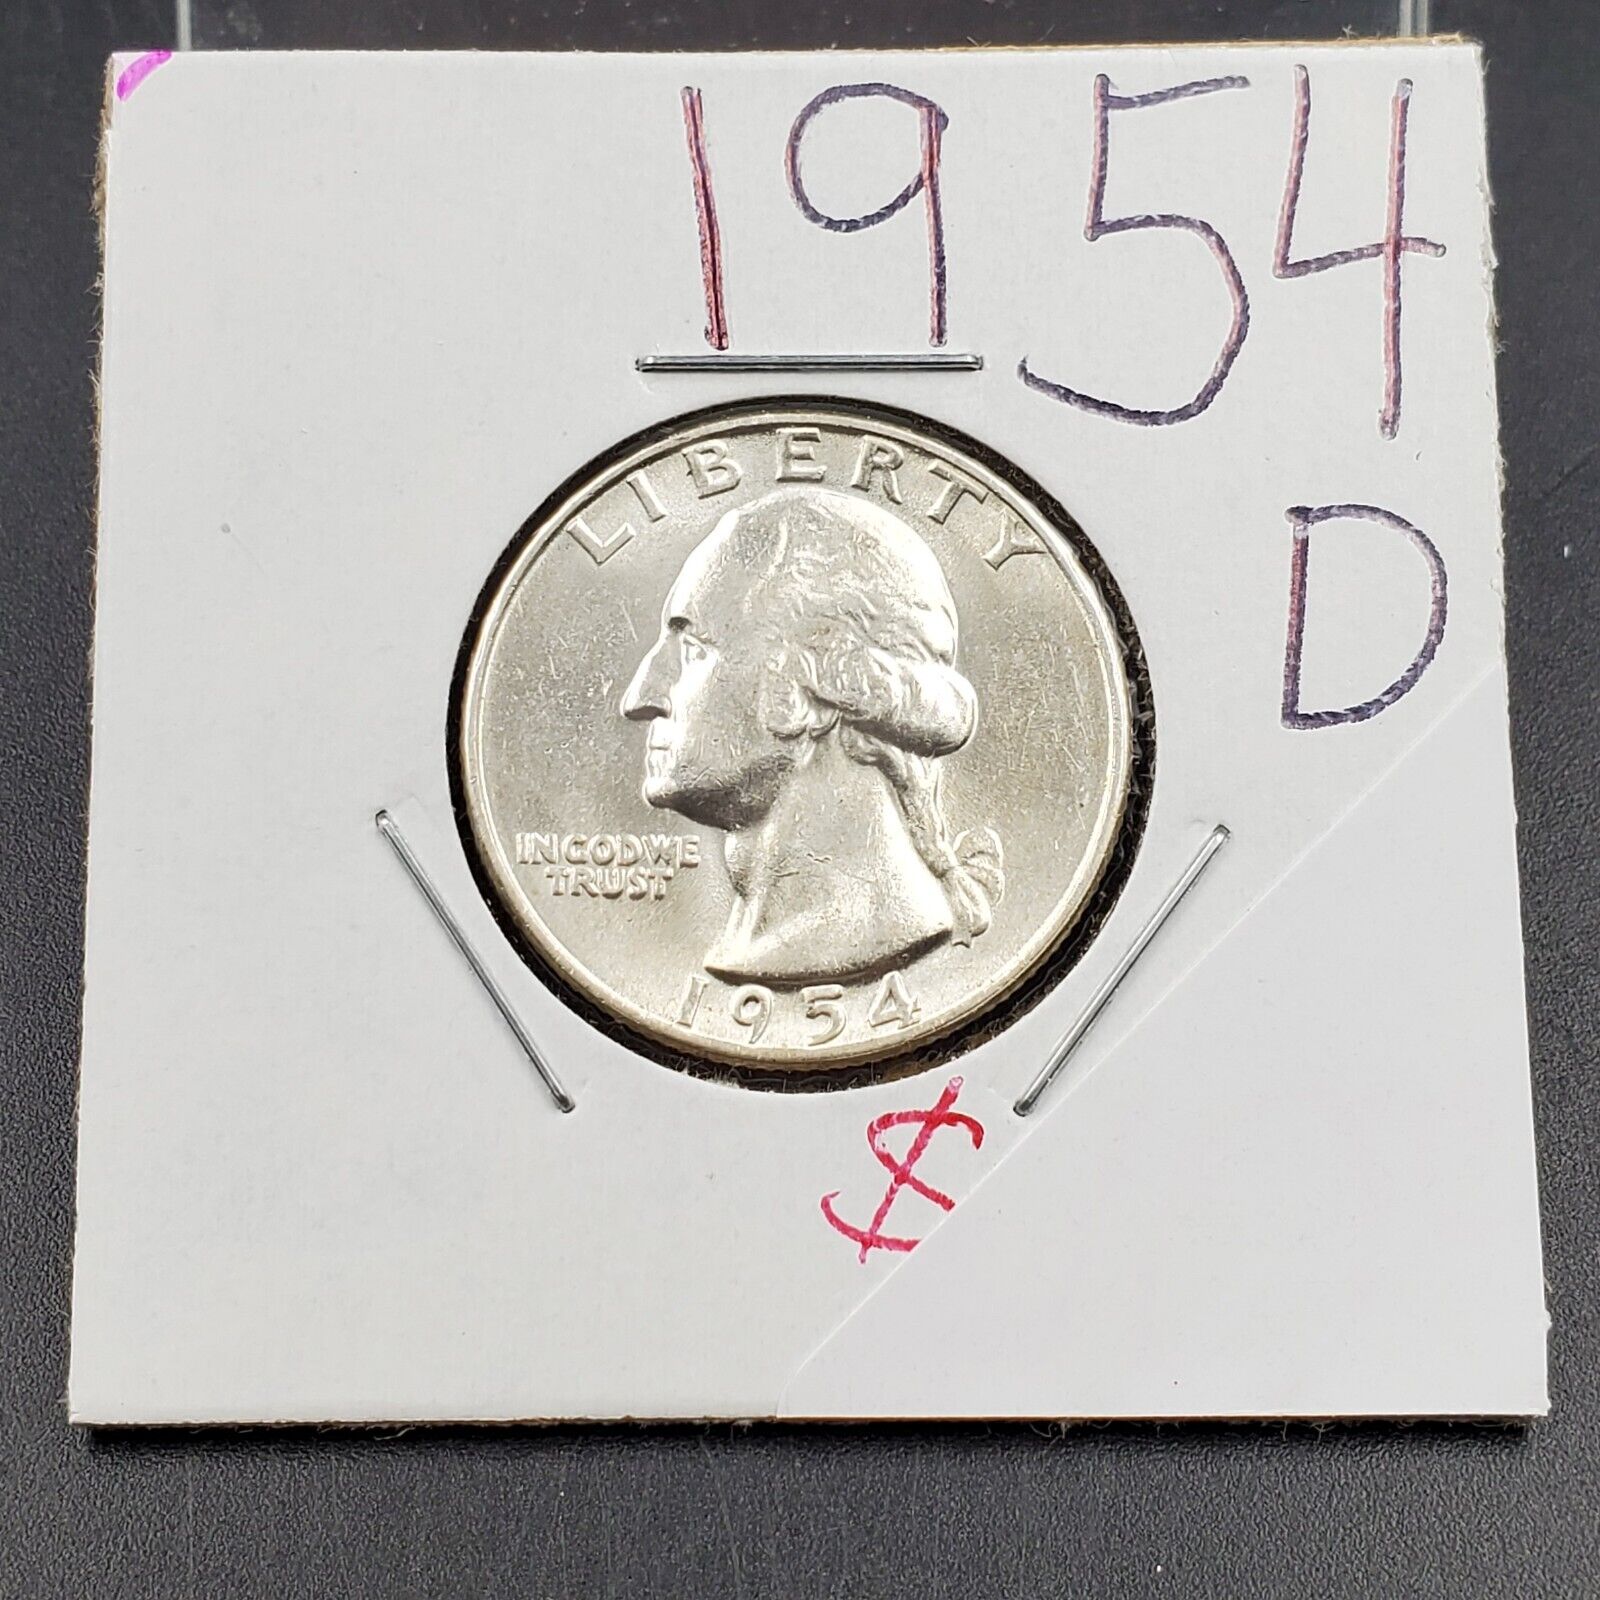 1954
D
LIBERTY
IN GOD WE
TRUST
1954
$